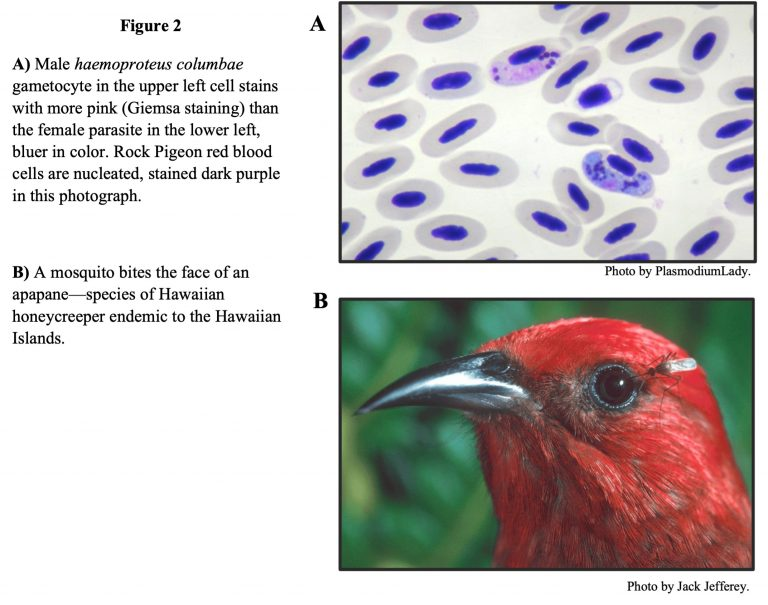 Figure 2
A) Male haemoproteus columbae
gametocyte in the upper left cell stains
with more pink (Giemsa staining) than
the female parasite in the lower left,
bluer in color. Rock Pigeon red blood
cells are nucleated, stained dark purple
in this photograph.
B) A mosquito bites the face of an
apapane—species of Hawaiian
honeycreeper endemic to the Hawaiian
Islands.
A
Photo by PlasmodiumLady.
B
Photo by Jack Jefferey.